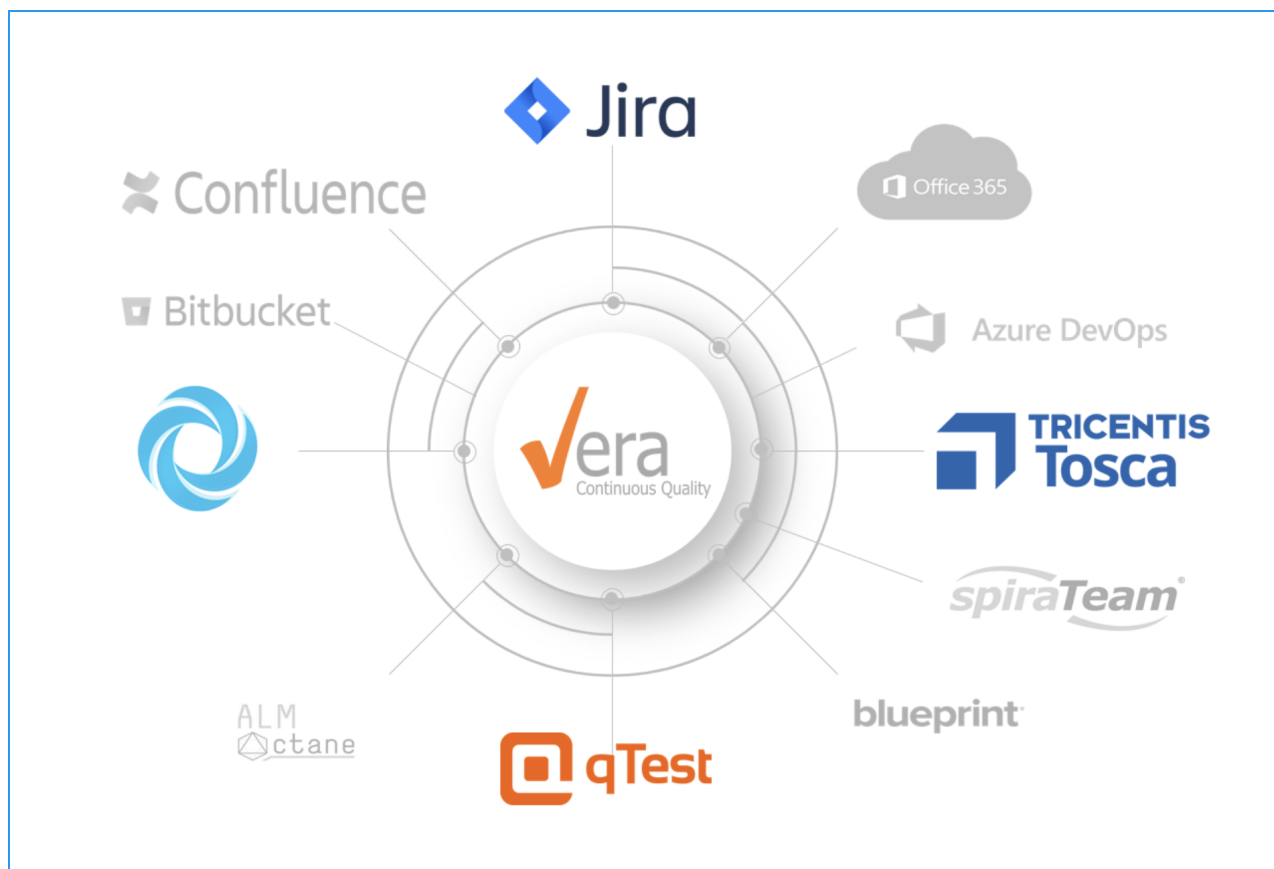 Jira
Confluence
Office 365
Bitbucket
Azure DevOps
Vera
Continuous Quality
TRICENTIS
Tosca
spiraTeam®
blueprint
ALM
Octane
qTest